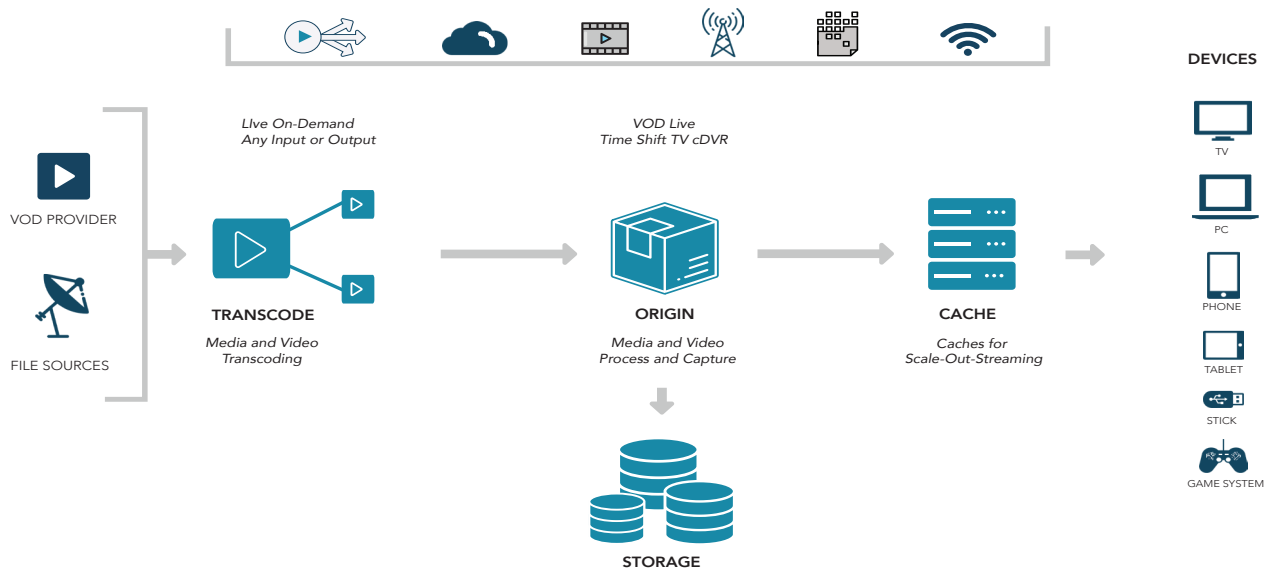 DEVICES
LIve On-Demand
Any Input or Output
VOD Live
Time Shift TV cDVR
TV
VOD PROVIDER
PC
TRANSCODE
ORIGIN
CACHE
PHONE
Media and Video
Transcoding
Media and Video
Process and Capture
Caches for
Scale-Out-Streaming
FILE SOURCES
TABLET
STICK
GAME SYSTEM
STORAGE